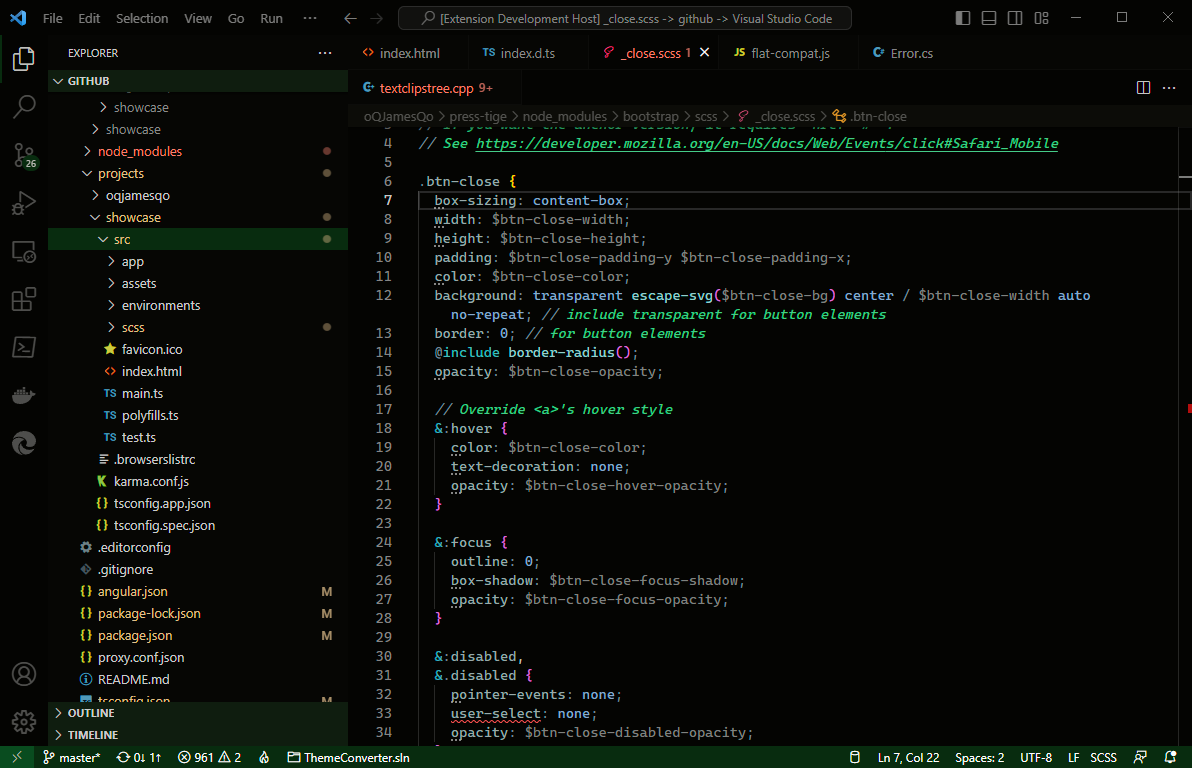 File Edit Selection View Go Run ··· [Extension Development Host] _close.scss -> github -> Visual Studio Code
EXPLORER ···
GITHUB
showcase
showcase
node_modules
projects
oqjamesqo
showcase
src
app
assets
environments
scss
favicon.ico
index.html
TS main.ts
TS polyfills.ts
TS test.ts
.browserslistrc
karma.conf.js
{} tsconfig.app.json
{} tsconfig.spec.json
.editorconfig
.gitignore
{} angular.json M
{} package-lock.json M
{} package.json M
{} proxy.conf.json
README.md
tsconfig.json M
OUTLINE
TIMELINE
26
index.html TS index.d.ts _close.scss 1 JS flat-compat.js Error.cs
textclipstree.cpp 9+
oQJamesQo > press-tige > node_modules > bootstrap > scss > _close.scss > .btn-close
4 // See https://developer.mozilla.org/en-US/docs/Web/Events/click#Safari_Mobile
5
6 .btn-close {
7 box-sizing: content-box;
8 width: $btn-close-width;
9 height: $btn-close-height;
10 padding: $btn-close-padding-y $btn-close-padding-x;
11 color: $btn-close-color;
12 background: transparent escape-svg($btn-close-bg) center / $btn-close-width auto
no-repeat; // include transparent for button elements
13 border: 0; // for button elements
14 @include border-radius();
15 opacity: $btn-close-opacity;
16
17 // Override <a>'s hover style
18 &:hover {
19 color: $btn-close-color;
20 text-decoration: none;
21 opacity: $btn-close-hover-opacity;
22 }
23
24 &:focus {
25 outline: 0;
26 box-shadow: $btn-close-focus-shadow;
27 opacity: $btn-close-focus-opacity;
28 }
29
30 &:disabled,
31 &.disabled {
32 pointer-events: none;
33 user-select: none;
34 opacity: $btn-close-disabled-opacity;
master* 0↓ 1↑ 961 2 ThemeConverter.sln Ln 7, Col 22 Spaces: 2 UTF-8 LF SCSS